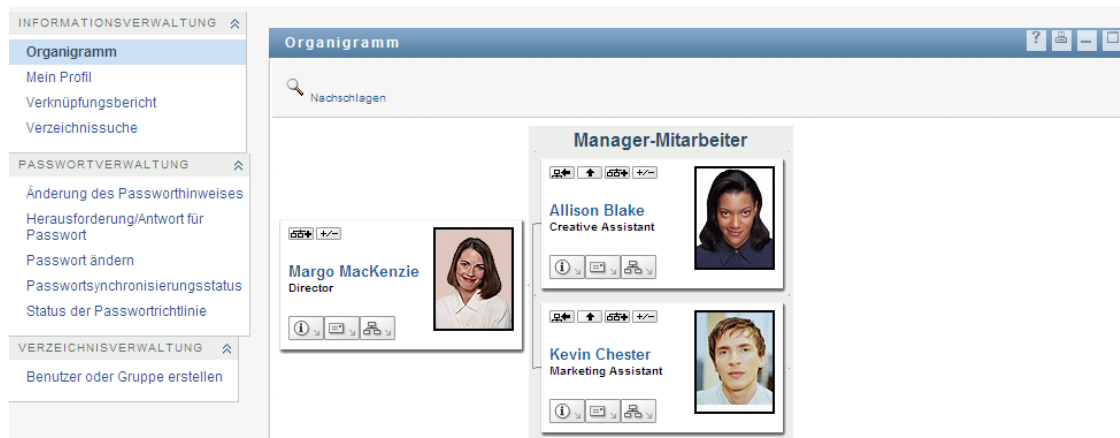 INFORMATIONSVERWALTUNG
Organigramm
Mein Profil
Verknüpfungsbericht
Verzeichnissuche
PASSWORTVERWALTUNG
Änderung des Passworthinweises
Herausforderung/Antwort für
Passwort
Passwort ändern
Passwortsynchronisierungsstatus
Status der Passwortrichtlinie
VERZEICHNISVERWALTUNG
Benutzer oder Gruppe erstellen
Organigramm
?
Nachschlagen
Manager-Mitarbeiter
+/−
Margo MacKenzie
Director
+/−
Allison Blake
Creative Assistant
+/−
Kevin Chester
Marketing Assistant